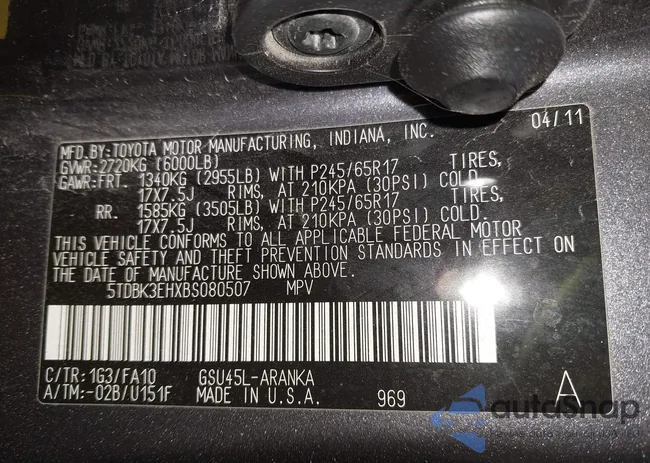 MFD.BY:TOYOTA MOTOR MANUFACTURING, INDIANA, INC. 04/11
GVWR:2720KG (6000LB)
GAWR:FRT. 1340KG (2955LB) WITH P245/65R17 TIRES,
17X7.5J RIMS, AT 210KPA (30PSI) COLD.
RR. 1585KG (3505LB) WITH P245/65R17 TIRES,
17X7.5J RIMS, AT 210KPA (30PSI) COLD.
THIS VEHICLE CONFORMS TO ALL APPLICABLE FEDERAL MOTOR
VEHICLE SAFETY AND THEFT PREVENTION STANDARDS IN EFFECT ON
THE DATE OF MANUFACTURE SHOWN ABOVE.
5TDBK3EHXBS080507 MPV
C/TR: 1G3/FA10 GSU45L-ARANKA
A/TM:-02B/U151F MADE IN U.S.A. 969 A
autoSnap